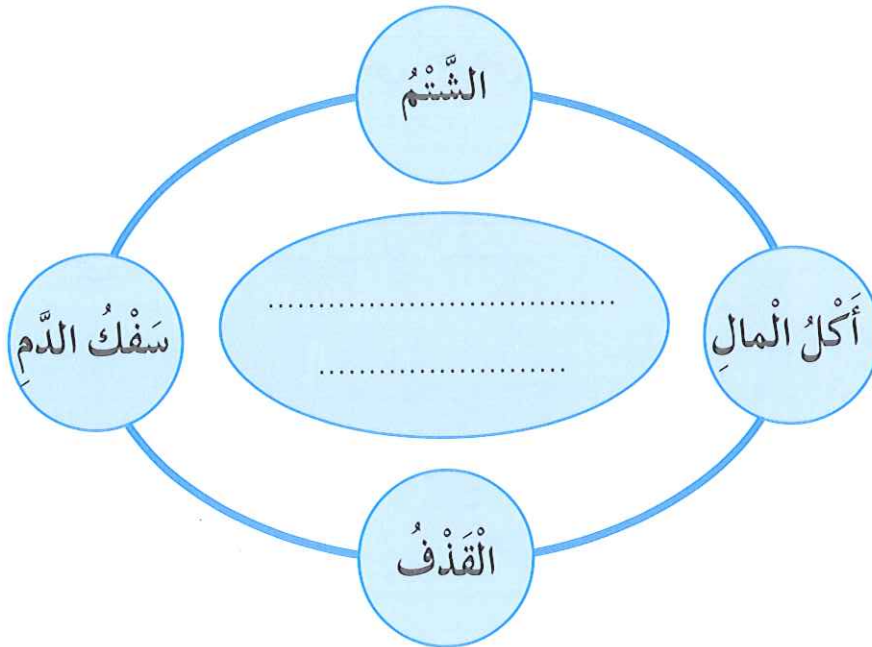 الشَّتْمُ
أَكْلُ الْمالِ
سَفْكُ الدَّمِ
الْقَذْفُ